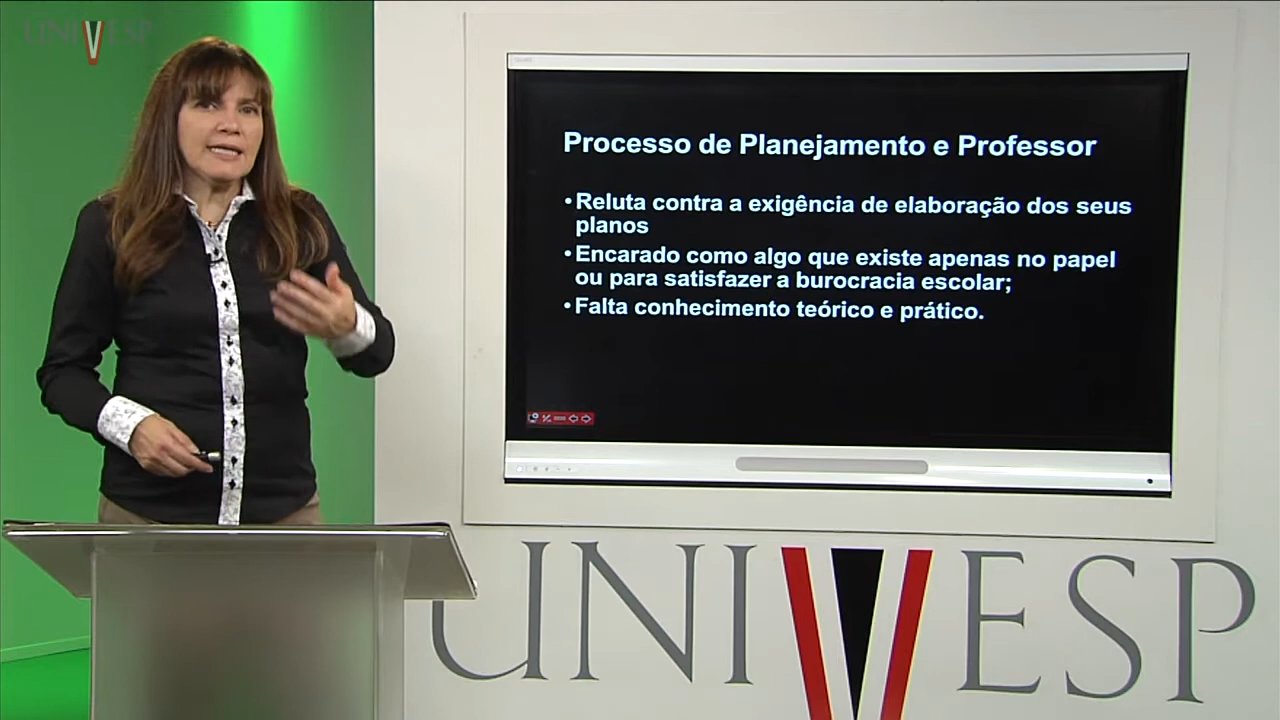 UNIVESP
Processo de Planejamento e Professor
• Reluta contra a exigência de elaboração dos seus
planos
• Encarado como algo que existe apenas no papel
ou para satisfazer a burocracia escolar;
• Falta conhecimento teórico e prático.
UNIVESP